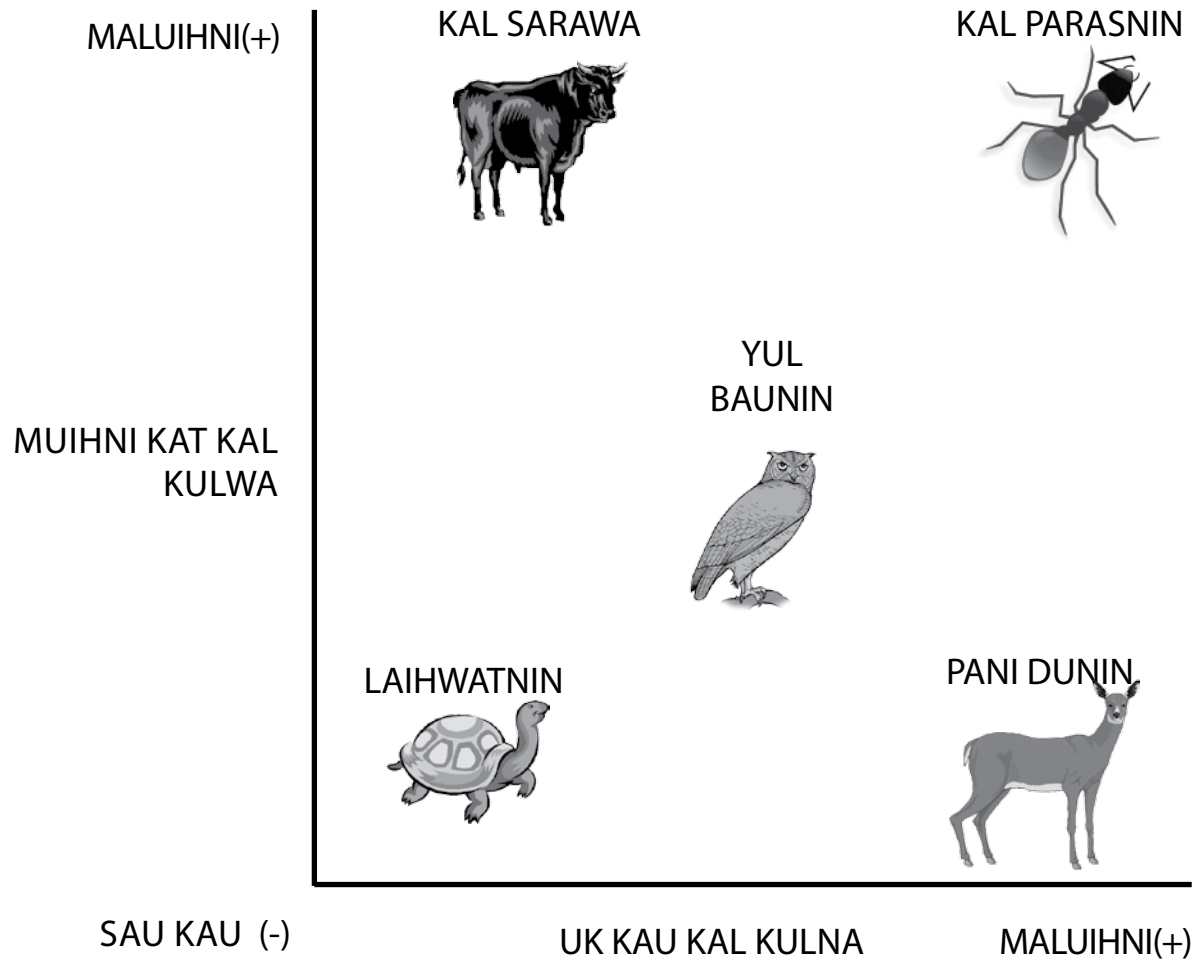 MALUIHNI(+)
KAL SARAWA
KAL PARASNIN
YUL
BAUNIN
MUIHNI KAT KAL
KULWA
LAIHWATNIN
PANI DUNIN
SAU KAU (-)
UK KAU KAL KULNA
MALUIHNI(+)